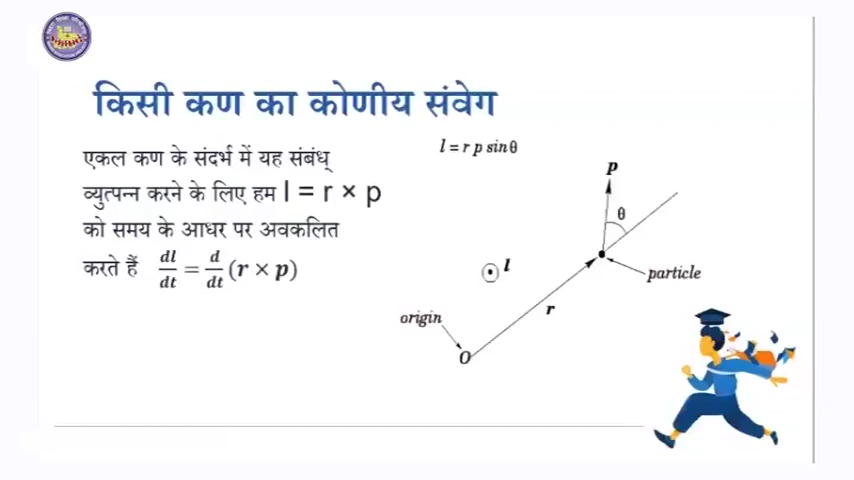 किसी कण का कोणीय संवेग
एकल कण के संदर्भ में यह संबंध्
व्युत्पन्न करने के लिए हम l = r × p
को समय के आधर पर अवकलित
करते हैं dl/dt = d/dt (r × p)
l = r p sinθ
p
θ
l
particle
r
origin
O